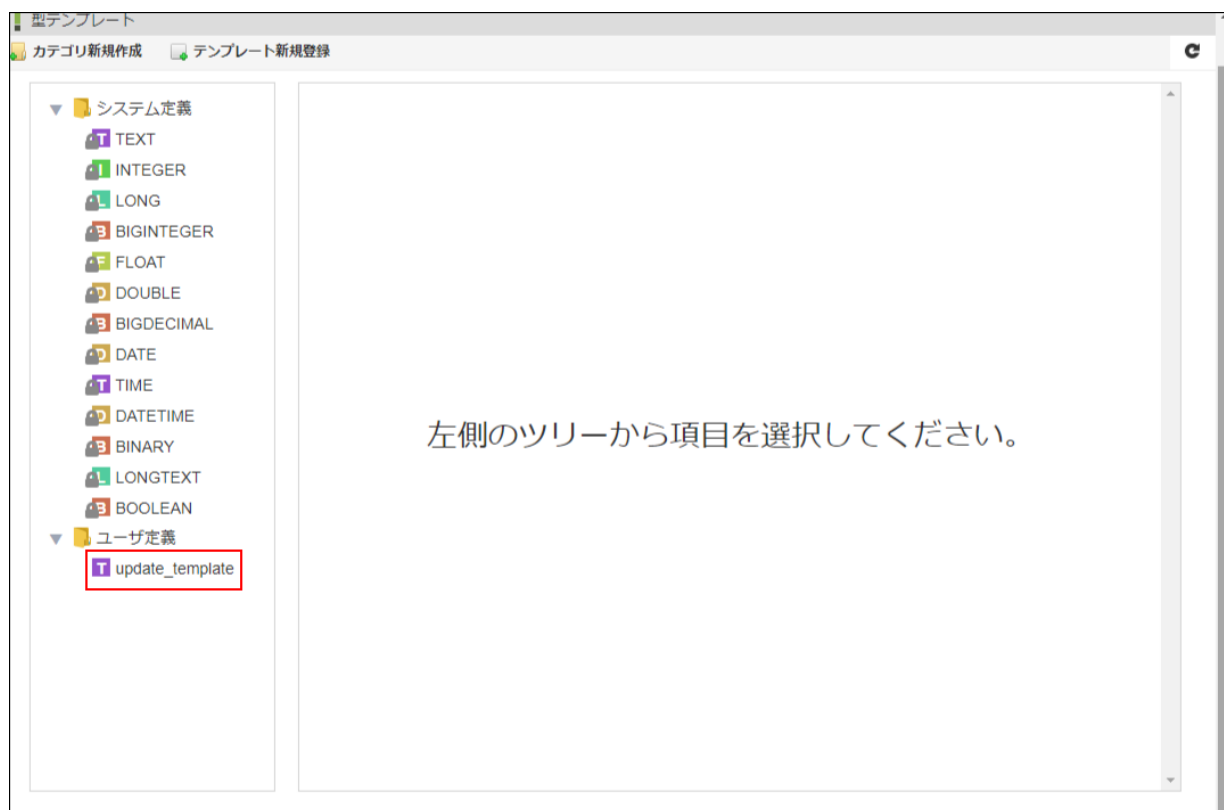 型テンプレート
カテゴリ新規作成 テンプレート新規登録
システム定義
T TEXT
I INTEGER
L LONG
B BIGINTEGER
F FLOAT
D DOUBLE
B BIGDECIMAL
D DATE
T TIME
D DATETIME
B BINARY
L LONGTEXT
B BOOLEAN
ユーザ定義
T update_template
左側のツリーから項目を選択してください。